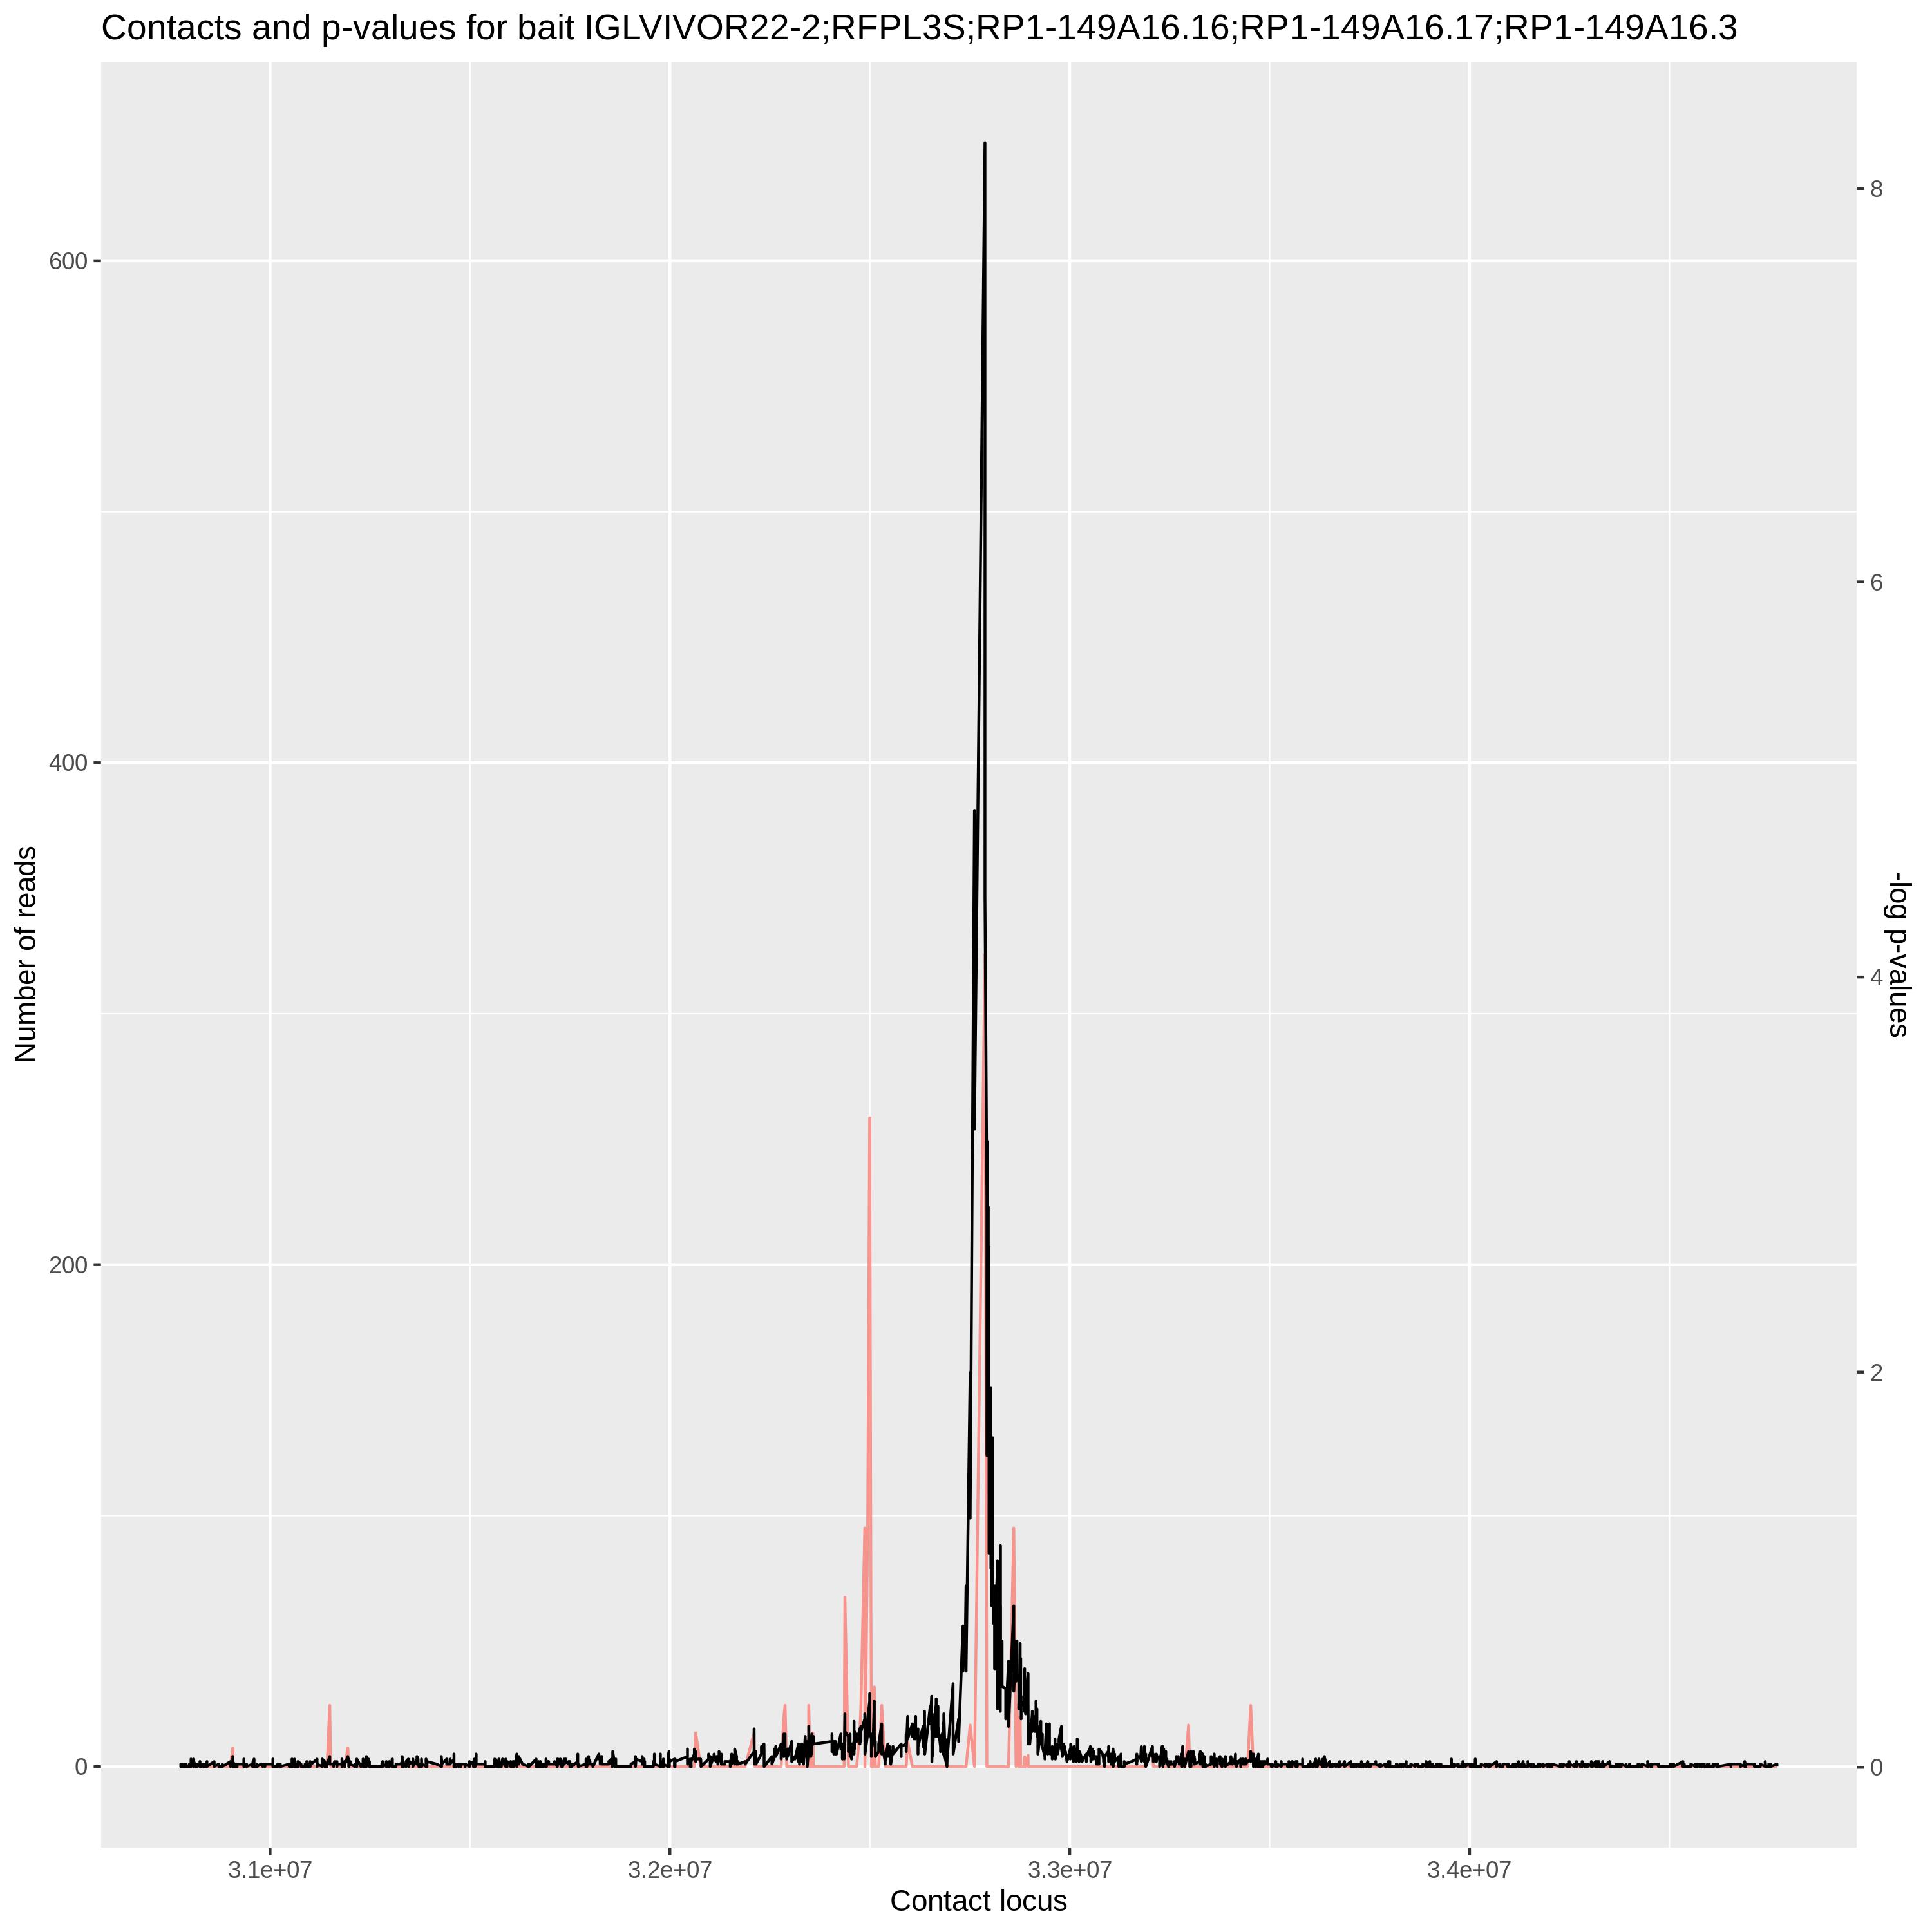 Contacts and p-values for bait IGLVIVOR22-2;RFPL3S;RP1-149A16.16;RP1-149A16.17;RP1-149A16.3
Number of reads
600
400
200
0
8
6
4
2
0
-log p-values
3.1e+07
3.2e+07
3.3e+07
3.4e+07
Contact locus